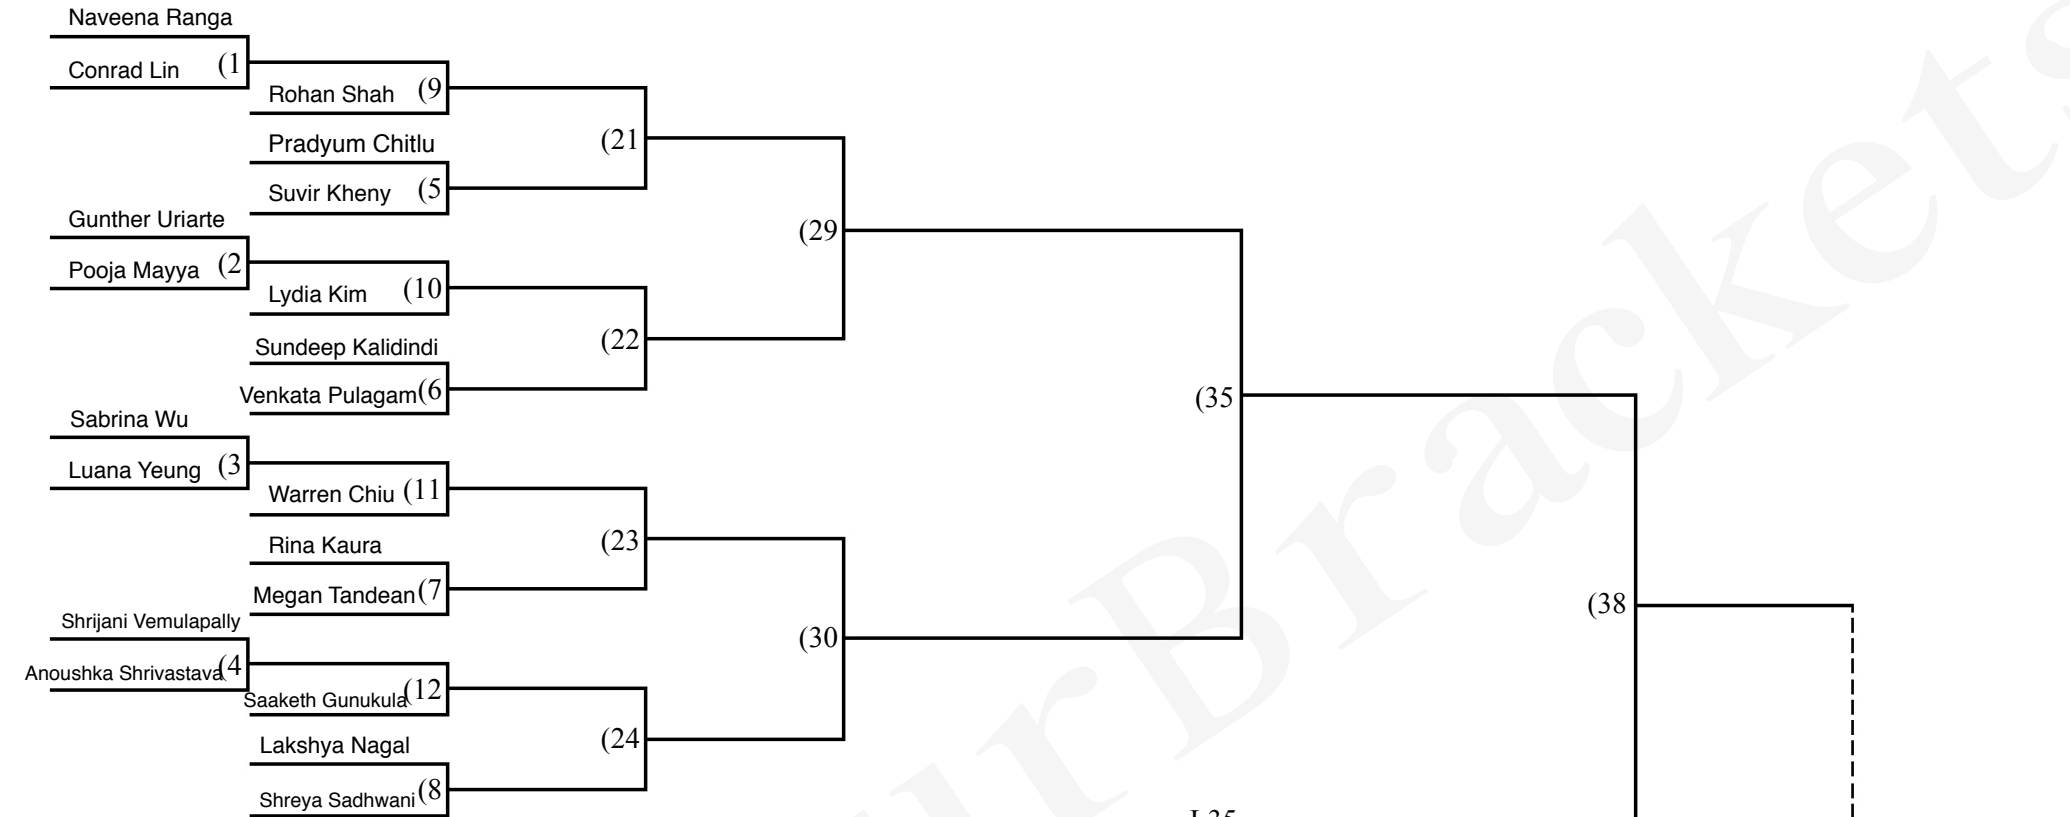 Naveena Ranga
Conrad Lin (1
Rohan Shah (9
Pradyum Chitlu
(21
Suvir Kheny (5
Gunther Uriarte
(29
Pooja Mayya (2
Lydia Kim (10
Sundeep Kalidindi
(22
Venkata Pulagam(6
(35
Sabrina Wu
Luana Yeung (3
Warren Chiu (11
Rina Kaura
(23
Megan Tandean(7
(38
Shrijani Vemulapally
(30
Anoushka Shrivastava(4
Saaketh Gunukula(12
Lakshya Nagal
(24
Shreya Sadhwani(8
L35
urBrackets